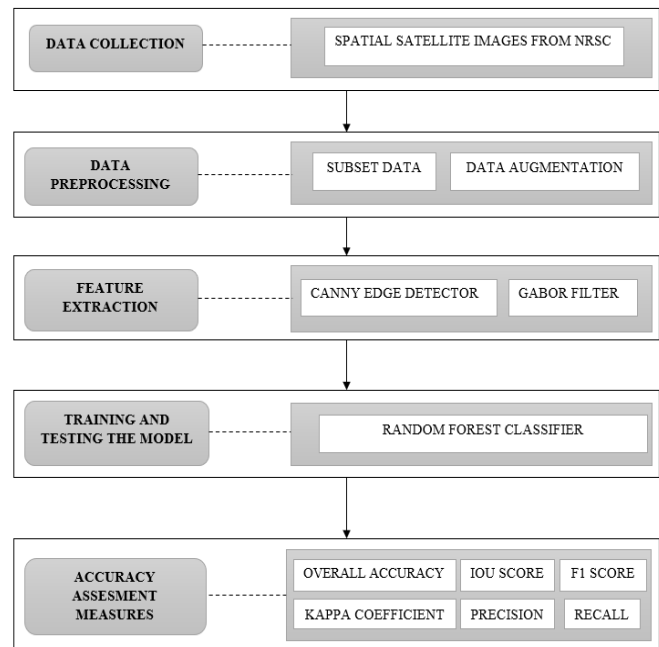 DATA COLLECTION
SPATIAL SATELLITE IMAGES FROM NRSC
DATA
PREPROCESSING
SUBSET DATA
DATA AUGMENTATION
FEATURE
EXTRACTION
CANNY EDGE DETECTOR
GABOR FILTER
TRAINING AND
TESTING THE MODEL
RANDOM FOREST CLASSIFIER
ACCURACY
ASSESMENT
MEASURES
OVERALL ACCURACY
IOU SCORE
F1 SCORE
KAPPA COEFFICIENT
PRECISION
RECALL